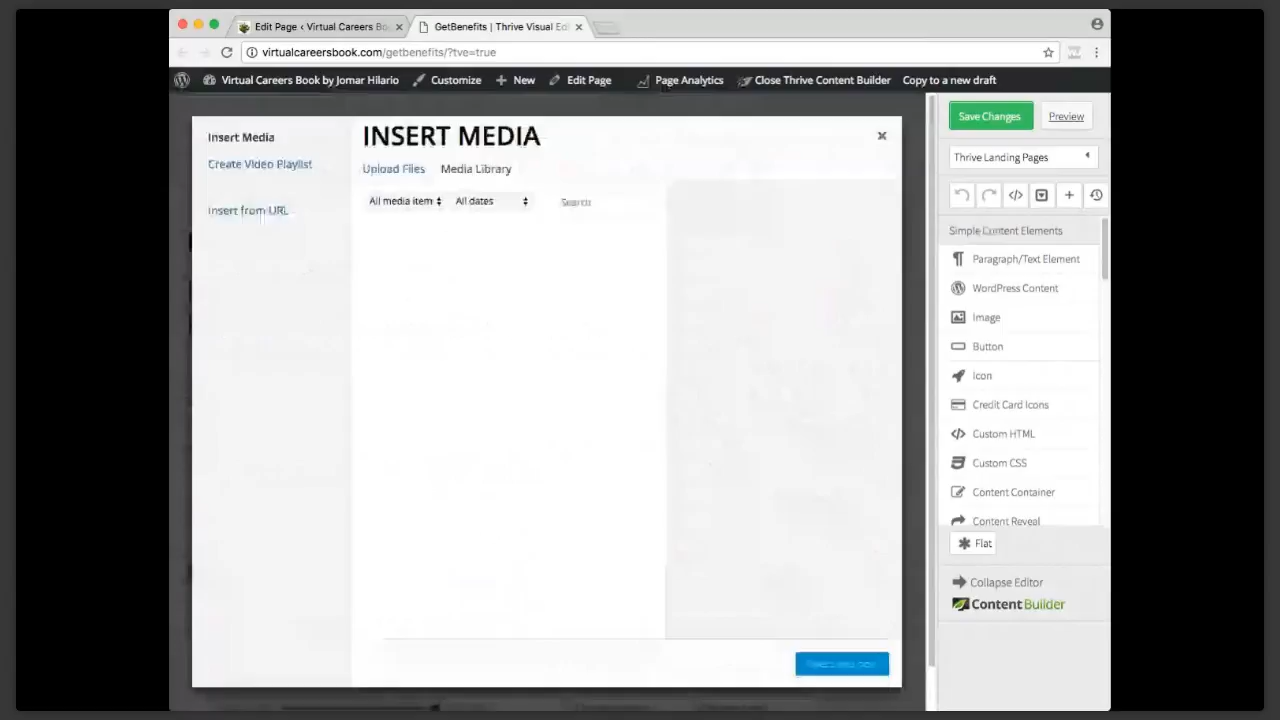 Edit Page ‹ Virtual Careers Bo
GetBenefits | Thrive Visual Edi
virtualcareersbook.com/getbenefits/?tve=true
Virtual Careers Book by Jomar Hilario Customize New Edit Page Page Analytics Close Thrive Content Builder Copy to a new draft
Insert Media
Create Video Playlist
Insert from URL
INSERT MEDIA
Upload Files Media Library
All media item All dates Search
Save Changes Preview
Thrive Landing Pages
Simple Content Elements
Paragraph/Text Element
WordPress Content
Image
Button
Icon
Credit Card Icons
Custom HTML
Custom CSS
Content Container
Content Reveal
Flat
Collapse Editor
Content Builder